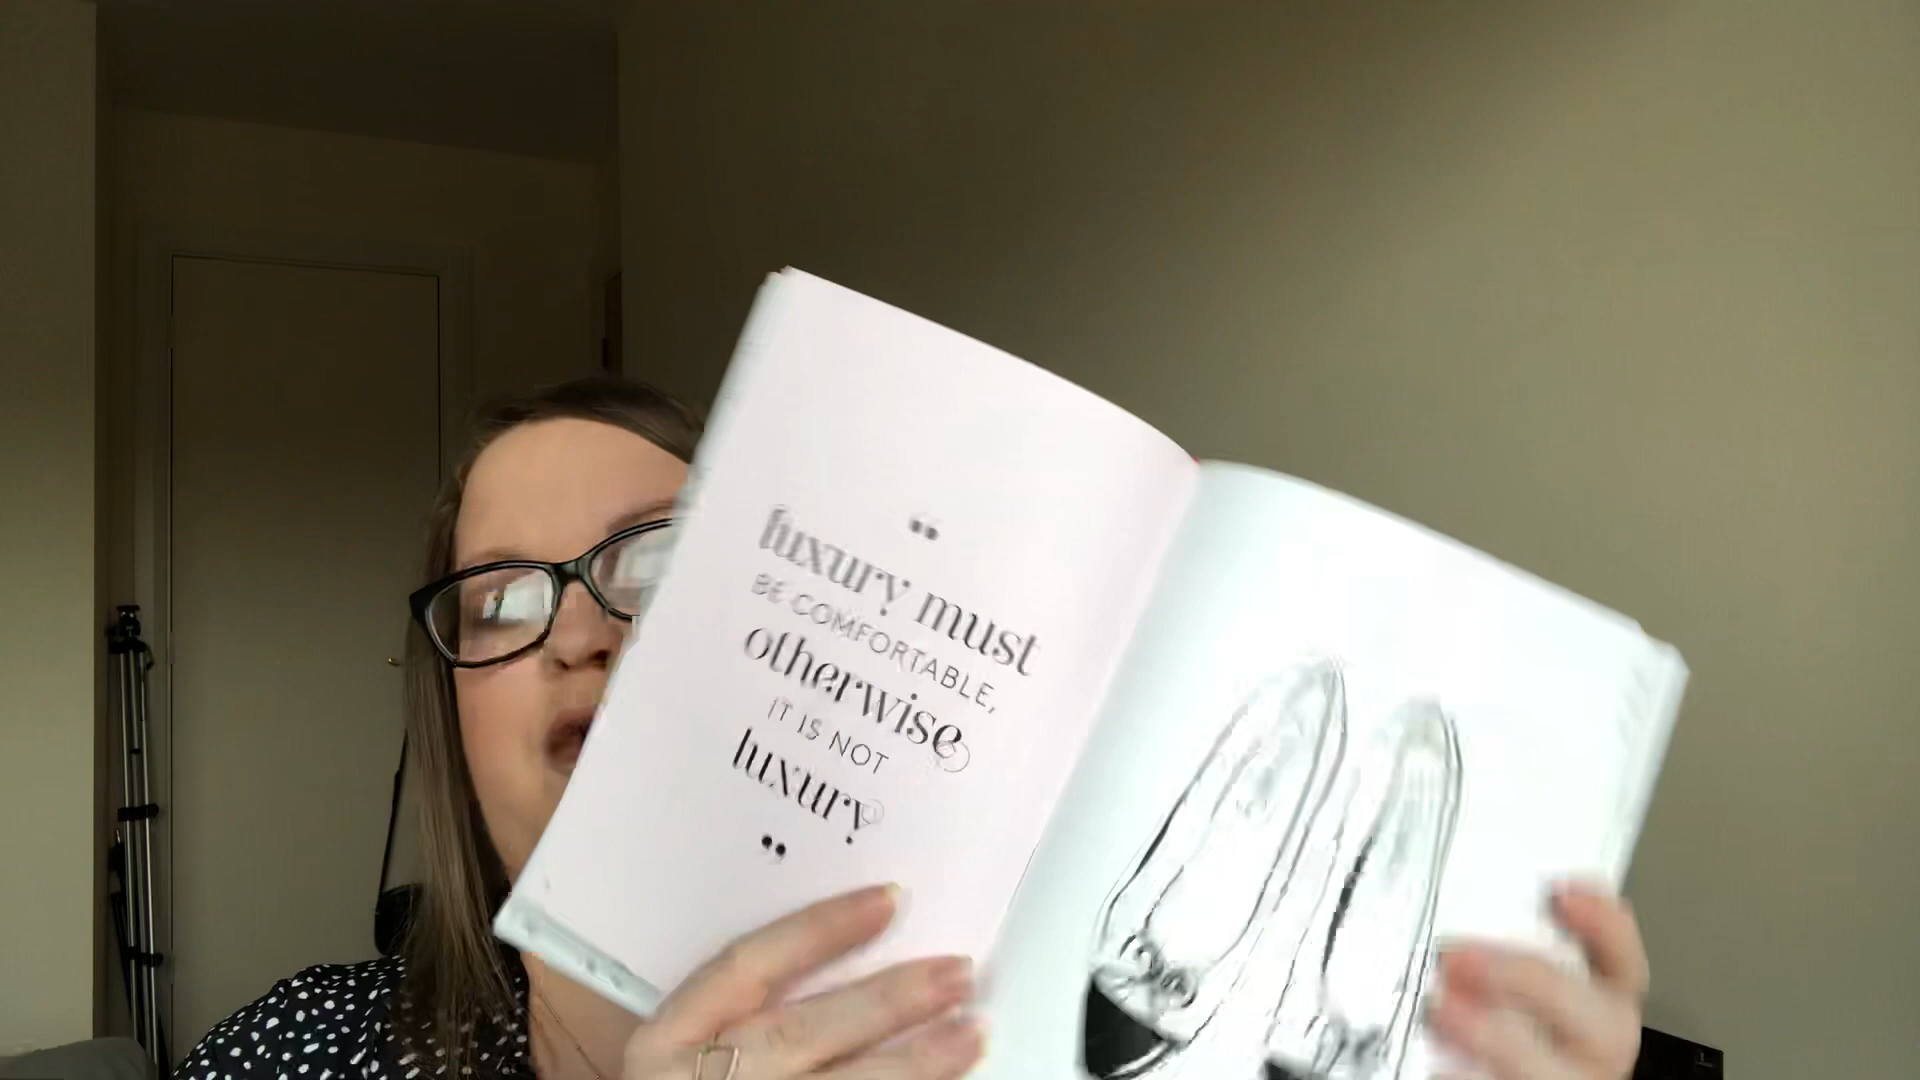 “
luxury must
BE COMFORTABLE,
otherwise
IT IS NOT
luxury
”